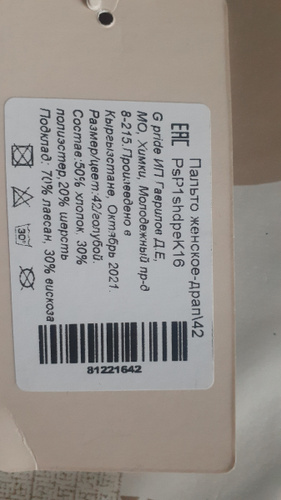 Пальто женское-драп\42
PsP1shdpeK16
EAC
G pride ИП Гаврилов Д.Е,
МО, Химки, Молодежный пр-д
8-215.Произведено в
Кыргызстане, Октябрь 2021.
Размер/цвет:42/голубой.
Состав:50% хлопок, 30%
полиэстер,20% шерсть
Подклад: 70% лавсан, 30% вискоза
30°
81221642